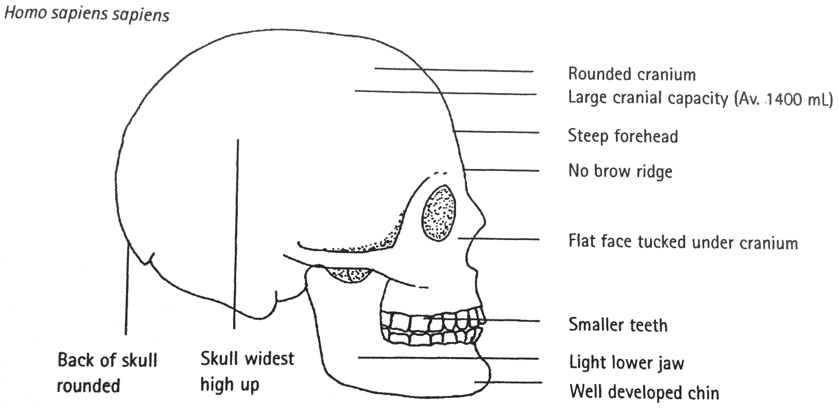 Homo sapiens sapiens
Rounded cranium
Large cranial capacity (Av. 1400 mL)
Steep forehead
No brow ridge
Flat face tucked under cranium
Smaller teeth
Light lower jaw
Well developed chin
Back of skull
rounded
Skull widest
high up